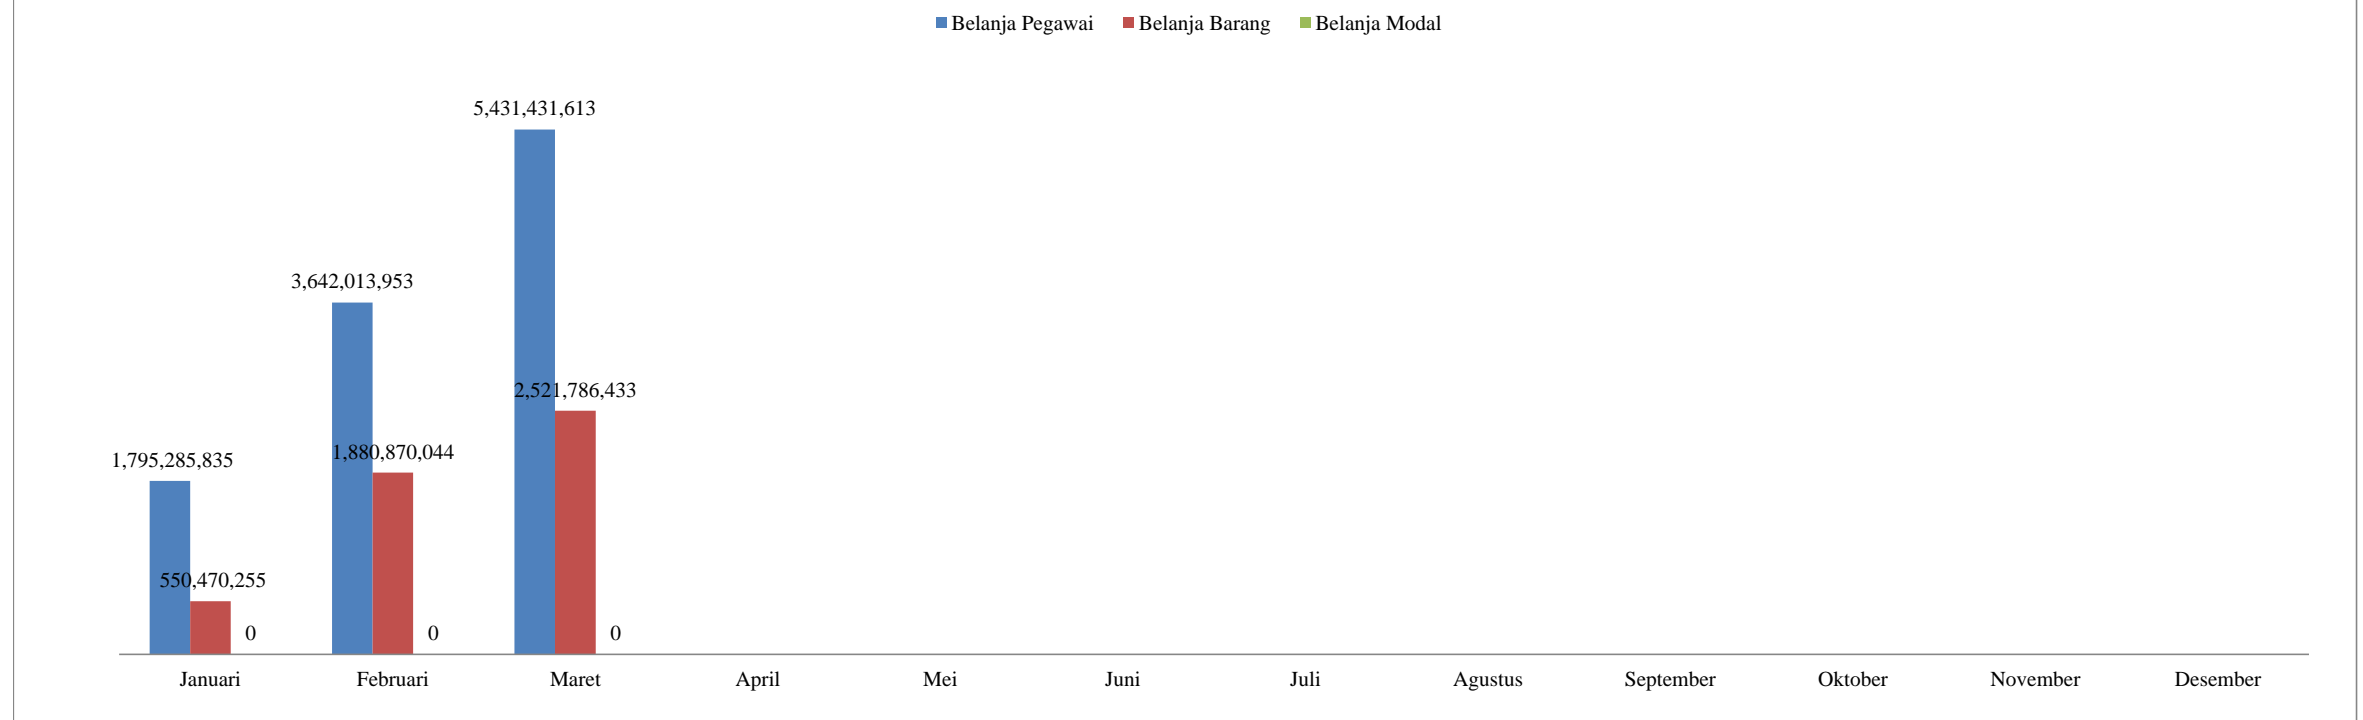 Belanja Pegawai Belanja Barang Belanja Modal
5,431,431,613
3,642,013,953
2,521,786,433
1,880,870,044
1,795,285,835
550,470,255
0 0 0
Januari Februari Maret April Mei Juni Juli Agustus September Oktober November Desember